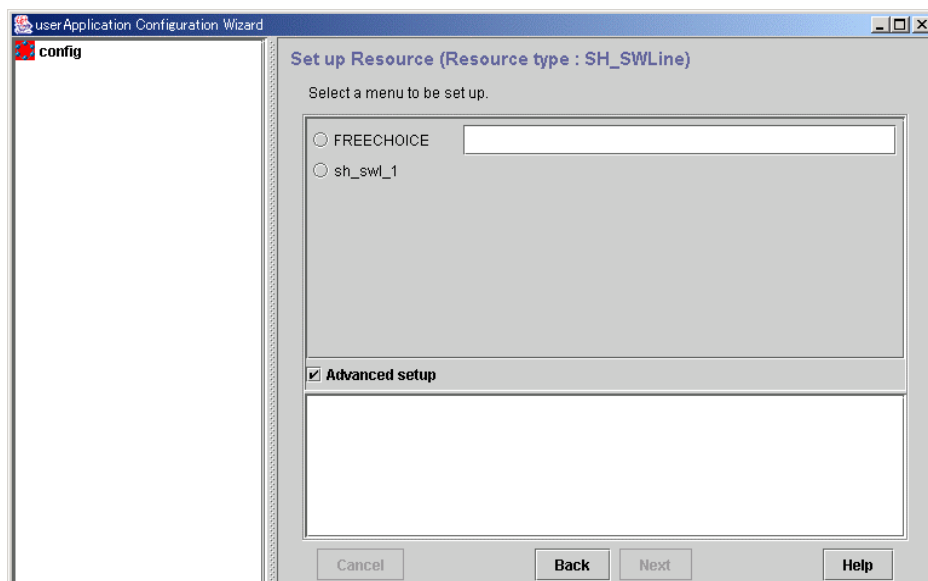 userApplication Configuration Wizard
config
Set up Resource (Resource type : SH_SWLine)
Select a menu to be set up.
FREECHOICE
sh_swl_1
Advanced setup
Cancel Back Next Help